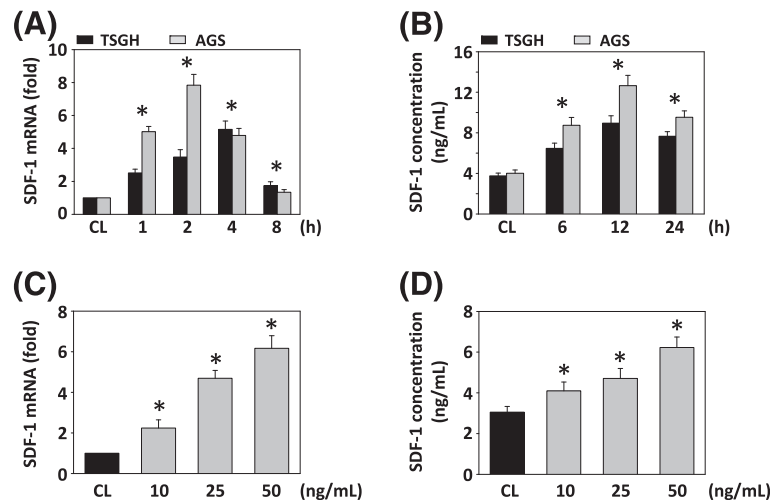 (A)
TSGH AGS
SDF-1 mRNA (fold)
10
8
6
4
2
0
* * * *
CL 1 2 4 8 (h)
(B)
TSGH AGS
SDF-1 concentration
(ng/mL)
16
12
8
4
0
* * *
CL 6 12 24 (h)
(C)
SDF-1 mRNA (fold)
8
6
4
2
0
* * *
CL 10 25 50 (ng/mL)
(D)
SDF-1 concentration
(ng/mL)
8
6
4
2
0
* * *
CL 10 25 50 (ng/mL)